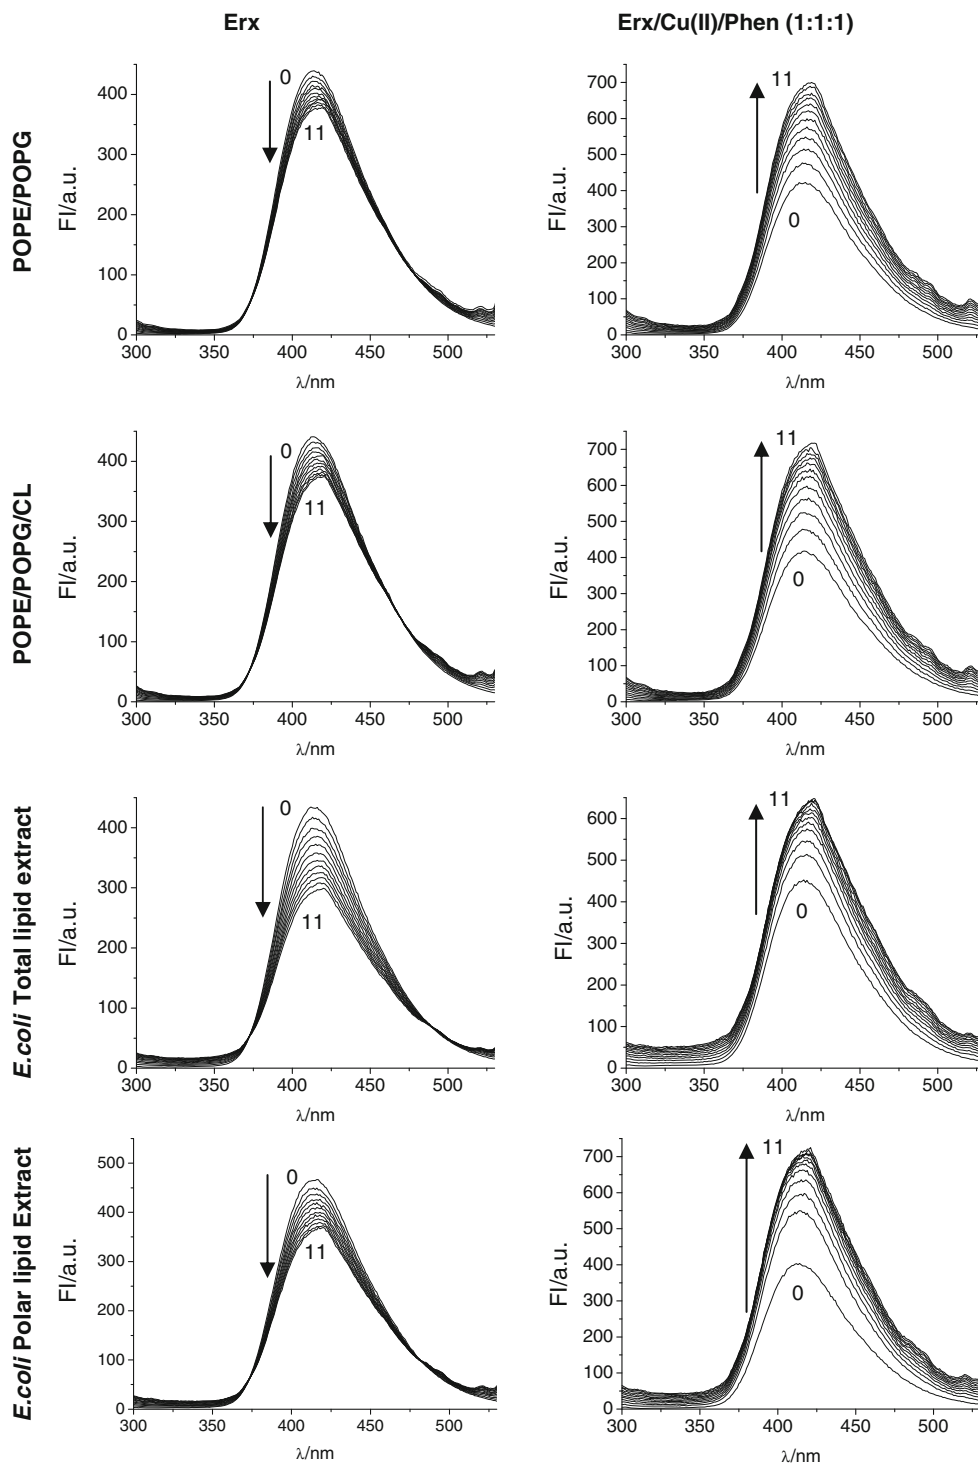 Erx
Erx/Cu(II)/Phen (1:1:1)
POPE/POPG
FI/a.u.
400
300
200
100
0
0
11
300 350 400 450 500
λ/nm
FI/a.u.
700
600
500
400
300
200
100
0
11
0
300 350 400 450 500
λ/nm
POPE/POPG/CL
FI/a.u.
400
300
200
100
0
0
11
300 350 400 450 500
λ/nm
FI/a.u.
700
600
500
400
300
200
100
0
11
0
300 350 400 450 500
λ/nm
E.coli Total lipid extract
FI/a.u.
400
300
200
100
0
0
11
300 350 400 450 500
λ/nm
FI/a.u.
600
500
400
300
200
100
0
11
0
300 350 400 450 500
λ/nm
E.coli Polar lipid Extract
FI/a.u.
500
400
300
200
100
0
0
11
300 350 400 450 500
λ/nm
FI/a.u.
700
600
500
400
300
200
100
0
11
0
300 350 400 450 500
λ/nm